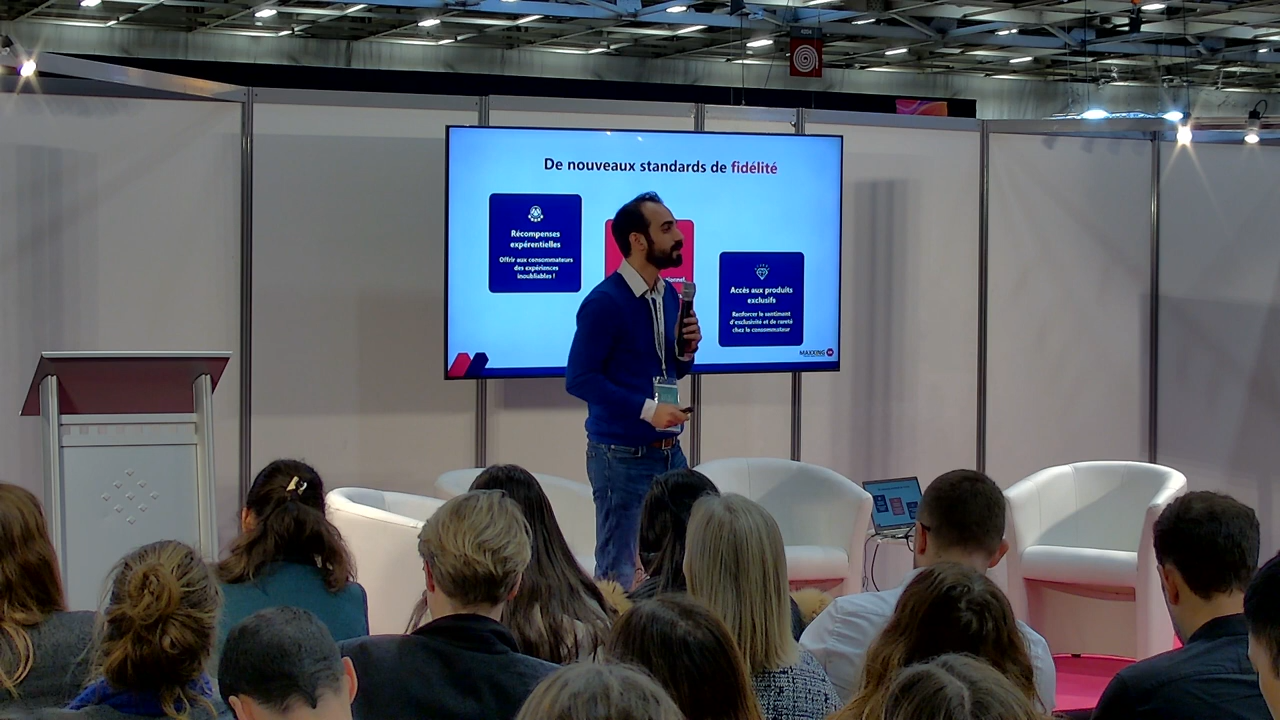 De nouveaux standards de fidélité
Récompenses
expérentielles
Offrir aux consommateurs
des expériences
inoubliables !
Accès aux produits
exclusifs
Renforcer le sentiment
d'exclusivité et de rareté
chez le consommateur
MAXXING